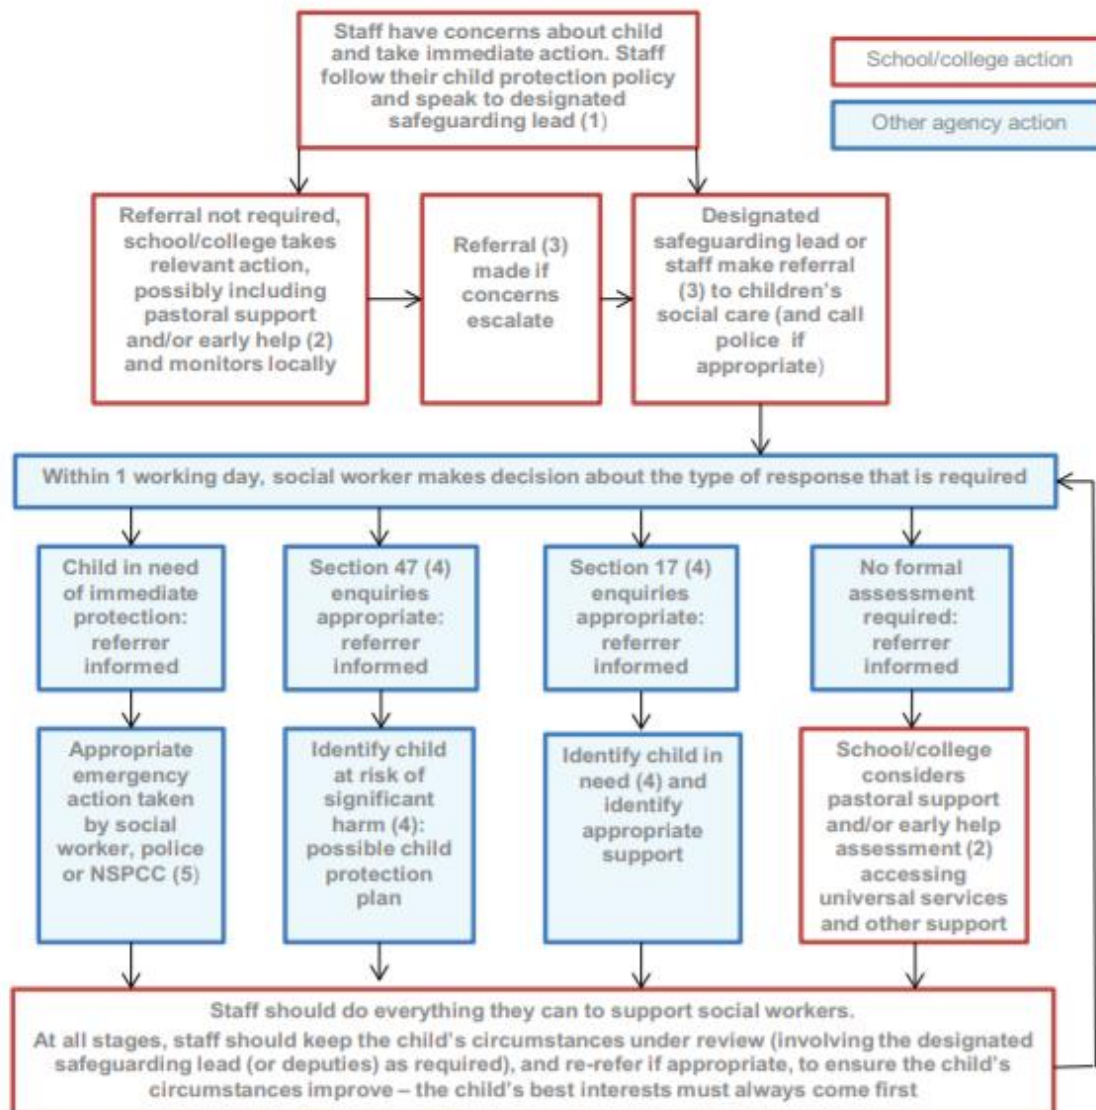 Staff have concerns about child
and take immediate action. Staff
follow their child protection policy
and speak to designated
safeguarding lead (1)
School/college action
Other agency action
Referral not required,
school/college takes
relevant action,
possibly including
pastoral support
and/or early help (2)
and monitors locally
Referral (3)
made if
concerns
escalate
Designated
safeguarding lead or
staff make referral
(3) to children's
social care (and call
police if
appropriate)
Within 1 working day, social worker makes decision about the type of response that is required
Child in need
of immediate
protection:
referrer
informed
Section 47 (4)
enquiries
appropriate:
referrer
informed
Section 17 (4)
enquiries
appropriate:
referrer
informed
No formal
assessment
required:
referrer
informed
Appropriate
emergency
action taken
by social
worker, police
or NSPCC (5)
Identify child
at risk of
significant
harm (4):
possible child
protection
plan
Identify child in
need (4) and
identify
appropriate
support
School/college
considers
pastoral support
and/or early help
assessment (2)
accessing
universal services
and other support
Staff should do everything they can to support social workers.
At all stages, staff should keep the child's circumstances under review (involving the designated
safeguarding lead (or deputies) as required), and re-refer if appropriate, to ensure the child's
circumstances improve – the child's best interests must always come first